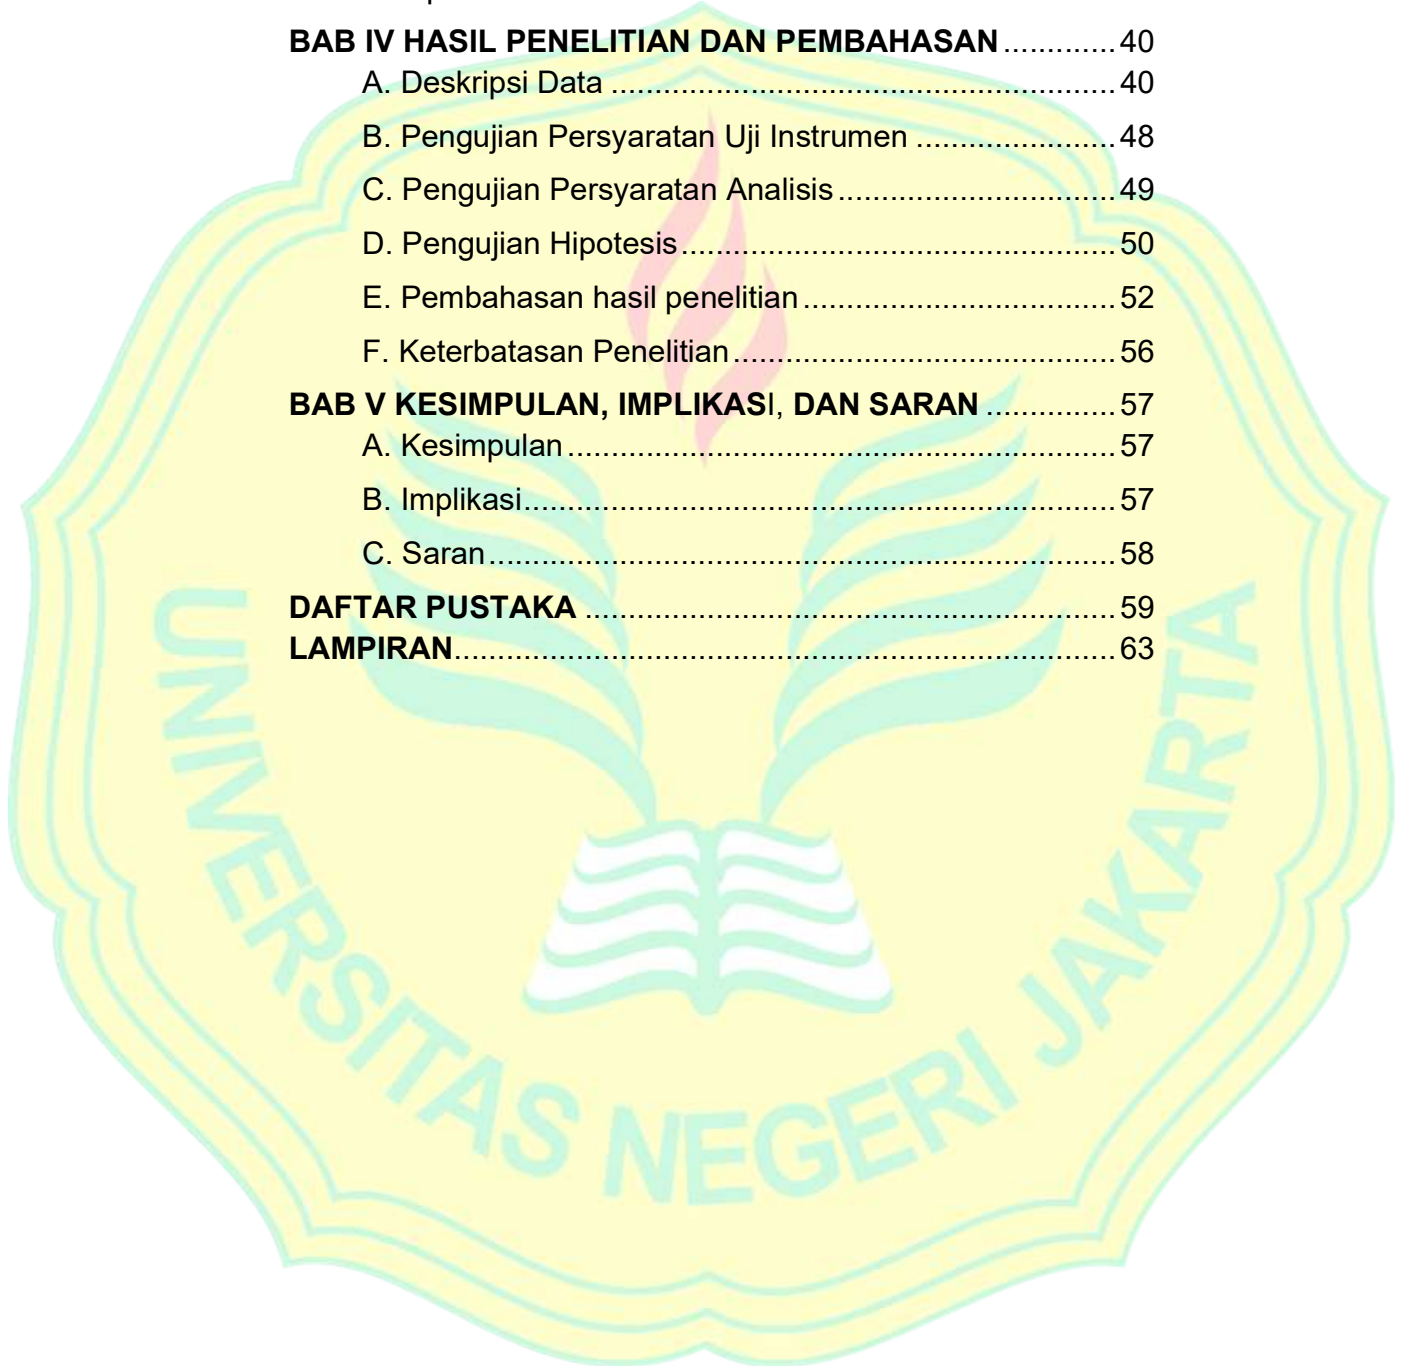 BAB IV HASIL PENELITIAN DAN PEMBAHASAN ............. 40
A. Deskripsi Data ........................................................... 40
B. Pengujian Persyaratan Uji Instrumen ....................... 48
C. Pengujian Persyaratan Analisis ................................ 49
D. Pengujian Hipotesis................................................... 50
E. Pembahasan hasil penelitian .................................... 52
F. Keterbatasan Penelitian ............................................ 56
BAB V KESIMPULAN, IMPLIKASI, DAN SARAN ............... 57
A. Kesimpulan ................................................................ 57
B. Implikasi..................................................................... 57
C. Saran ......................................................................... 58
DAFTAR PUSTAKA .............................................................. 59
LAMPIRAN............................................................................. 63
UNIVERSITAS NEGERI JAKARTA